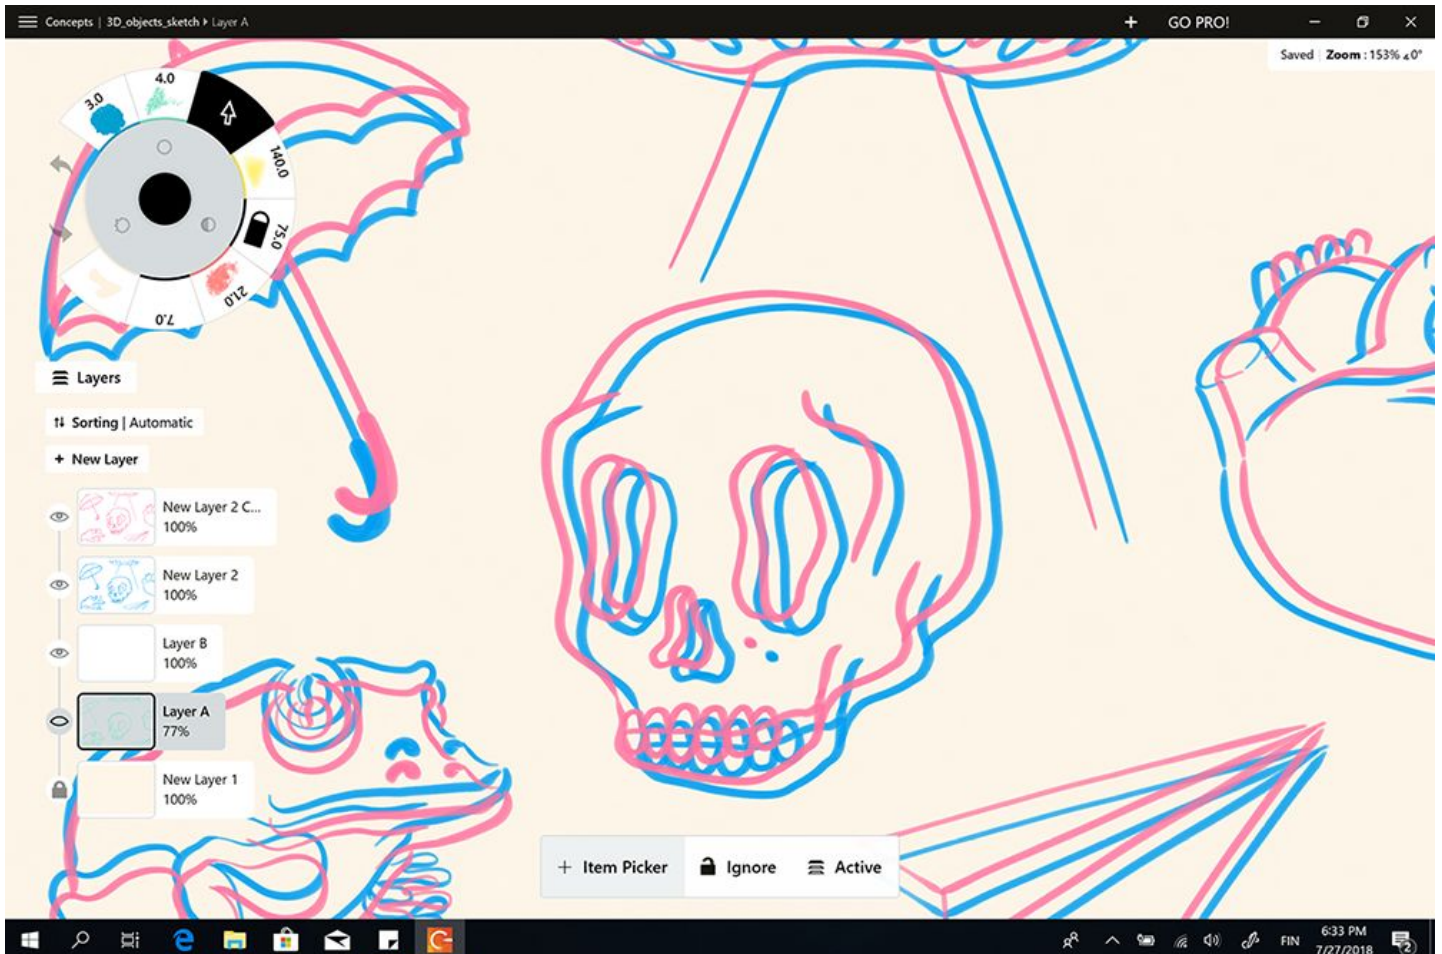 Concepts | 3D_objects_sketch ▸ Layer A
+ GO PRO!
Saved | Zoom : 153% ∡0°
3.0
4.0
140.0
75.0
21.0
7.0
Layers
Sorting | Automatic
+ New Layer
New Layer 2 C...
100%
New Layer 2
100%
Layer B
100%
Layer A
77%
New Layer 1
100%
+ Item Picker
Ignore
Active
FIN
6:33 PM
7/27/2018
2